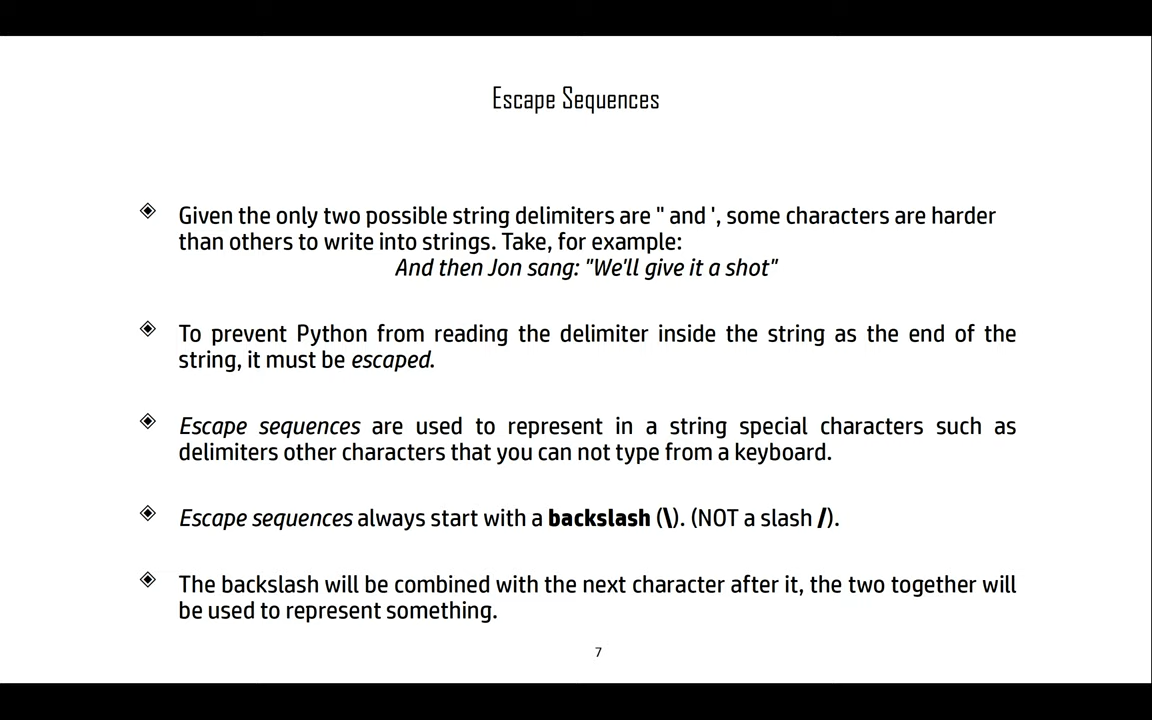 Escape Sequences
Given the only two possible string delimiters are " and ', some characters are harder
than others to write into strings. Take, for example:
And then Jon sang: "We'll give it a shot"
To prevent Python from reading the delimiter inside the string as the end of the
string, it must be escaped.
Escape sequences are used to represent in a string special characters such as
delimiters other characters that you can not type from a keyboard.
Escape sequences always start with a backslash (\). (NOT a slash /).
The backslash will be combined with the next character after it, the two together will
be used to represent something.
7